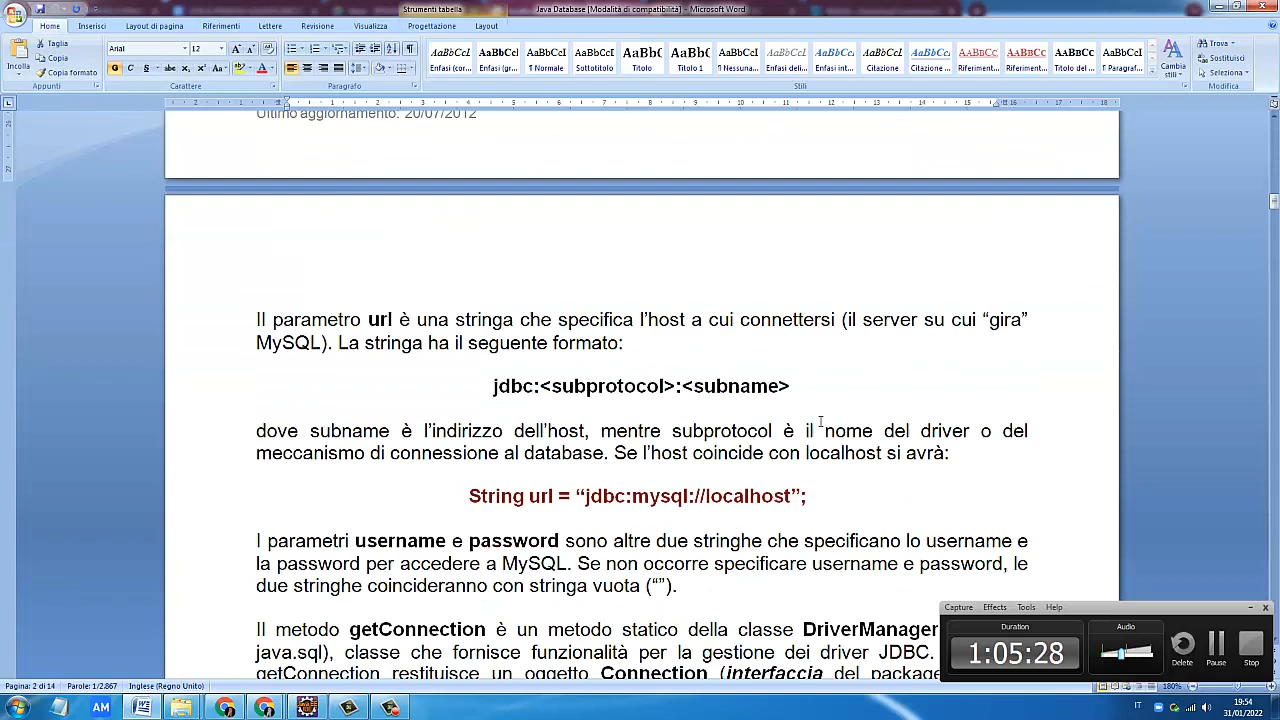 Strumenti tabella
Java Database [Modalità di compatibilità] - Microsoft Word
Home Inserisci Layout di pagina Riferimenti Lettere Revisione Visualizza Progettazione Layout
Incolla
Taglia
Copia
Copia formato
Appunti
Arial 12
Carattere
Paragrafo
AaBbCcI AaBbCcI AaBbCcI AaBbCcI AaBbC AaBbC AaBbCcI AaBbCcI AaBbCcI AaBbCcI AaBbCcI AABBCC AABBCC AABBCC AaBbCcI
Enfasi (cor... Enfasi (gr... ¶ Normale Sottotitolo Titolo Titolo 1 ¶ Nessuna... Enfasi deli... Enfasi int... Citazione Citazione ... Riferiment... Riferiment... Titolo del ... ¶ Paragraf...
Cambia stili
Stili
Trova
Sostituisci
Seleziona
Modifica
Ultimo aggiornamento: 20/07/2012
Il parametro url è una stringa che specifica l’host a cui connettersi (il server su cui “gira”
MySQL). La stringa ha il seguente formato:
jdbc:<subprotocol>:<subname>
dove subname è l’indirizzo dell’host, mentre subprotocol è il nome del driver o del
meccanismo di connessione al database. Se l’host coincide con localhost si avrà:
String url = “jdbc:mysql://localhost”;
I parametri username e password sono altre due stringhe che specificano lo username e
la password per accedere a MySQL. Se non occorre specificare username e password, le
due stringhe coincideranno con stringa vuota (“”).
Il metodo getConnection è un metodo statico della classe DriverManager
java.sql), classe che fornisce funzionalità per la gestione dei driver JDBC.
getConnection restituisce un oggetto Connection (interfaccia del package
Capture Effects Tools Help
Duration
1:05:28
Audio
Delete Pause Stop
Pagina: 2 di 14 Parole: 1/2.867 Inglese (Regno Unito)
180%
AM
IT
19:54
31/01/2022